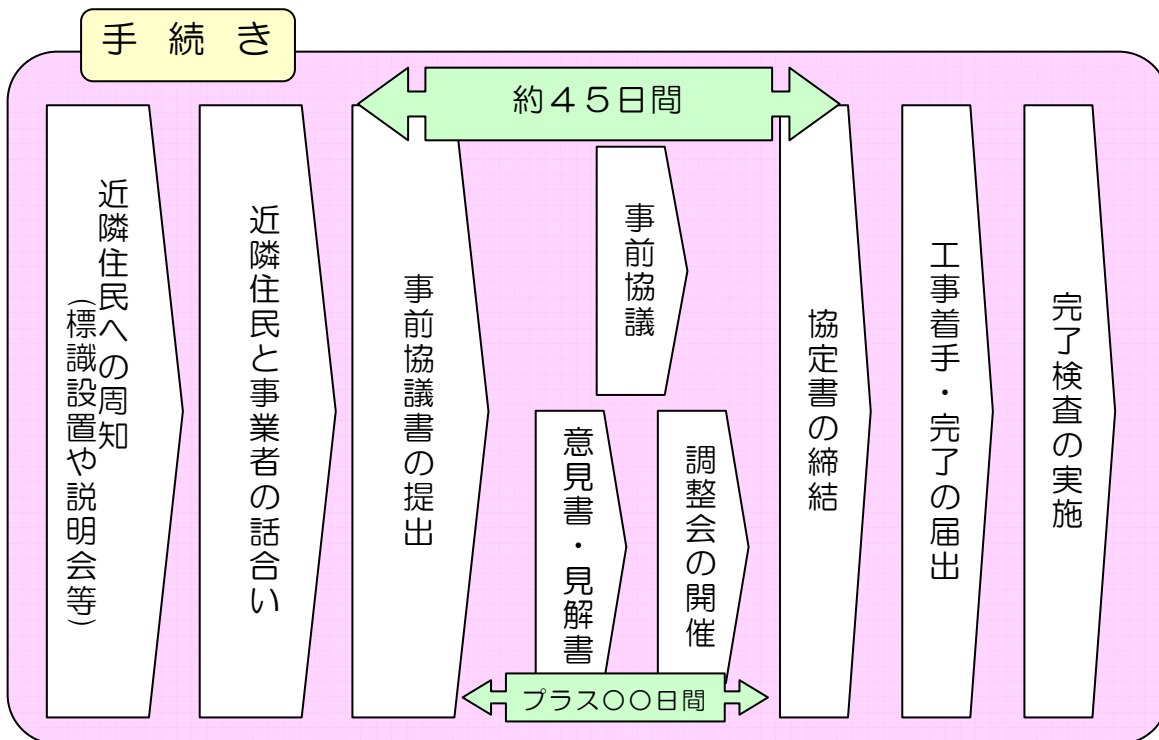 手続き
約４５日間
近隣住民への周知
（標識設置や説明会等）
近隣住民と事業者の話合い
事前協議書の提出
事前協議
意見書・見解書
調整会の開催
協定書の締結
工事着手・完了の届出
完了検査の実施
プラス〇〇日間